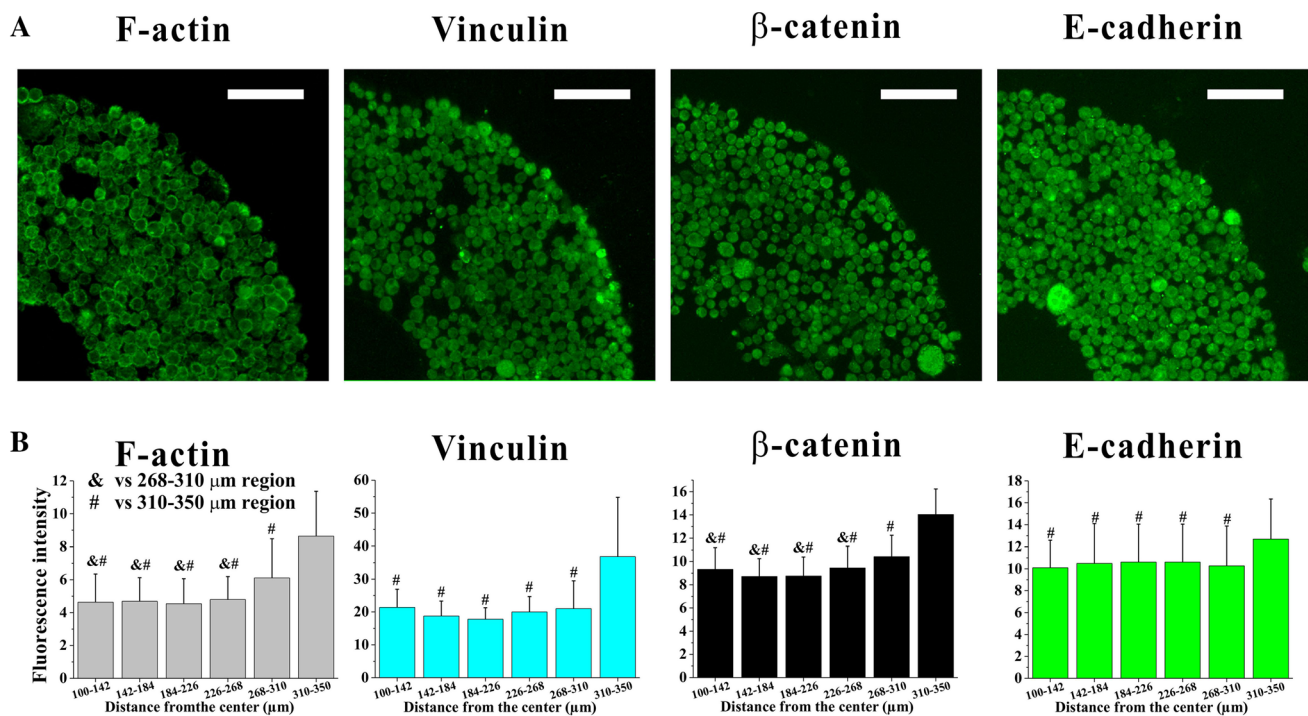 A
F-actin
Vinculin
β-catenin
E-cadherin
B
F-actin
Vinculin
β-catenin
E-cadherin
& vs 268-310 μm region
# vs 310-350 μm region
Fluorescence intensity
12
10
8
6
4
2
0
&# &# &# &# #
100-142 142-184 184-226 226-268 268-310 310-350
Distance fromthe center (μm)
60
50
40
30
20
10
0
# # # # #
100-142 142-184 184-226 226-268 268-310 310-350
Distance from the center (μm)
16
14
12
10
8
6
4
2
0
&# &# &# &# #
100-142 142-184 184-226 226-268 268-310 310-350
Distance from the center (μm)
18
16
14
12
10
8
6
4
2
0
# # # # #
100-142 142-184 184-226 226-268 268-310 310-350
Distance from the center (μm)